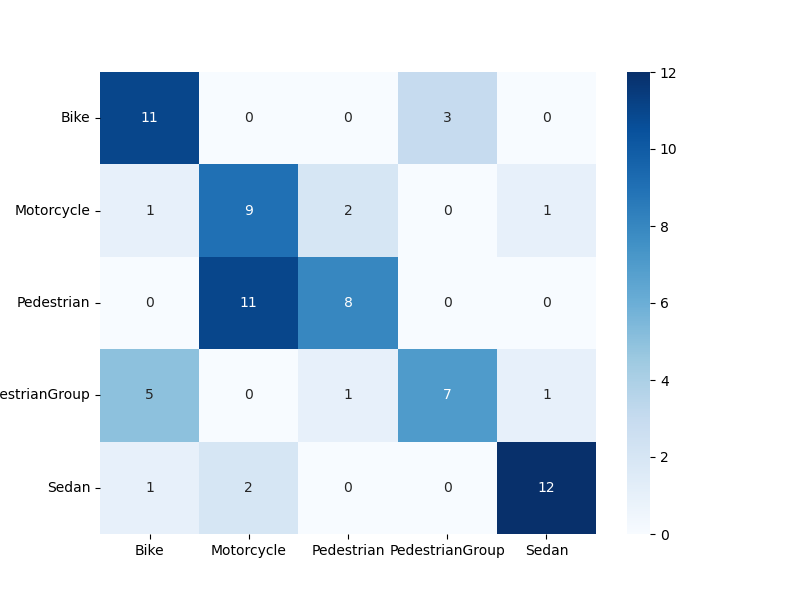 12
Bike 11 0 0 3 0
10
Motorcycle 1 9 2 0 1
8
Pedestrian 0 11 8 0 0
6
4
estrianGroup 5 0 1 7 1
2
Sedan 1 2 0 0 12
0
Bike Motorcycle Pedestrian PedestrianGroup Sedan